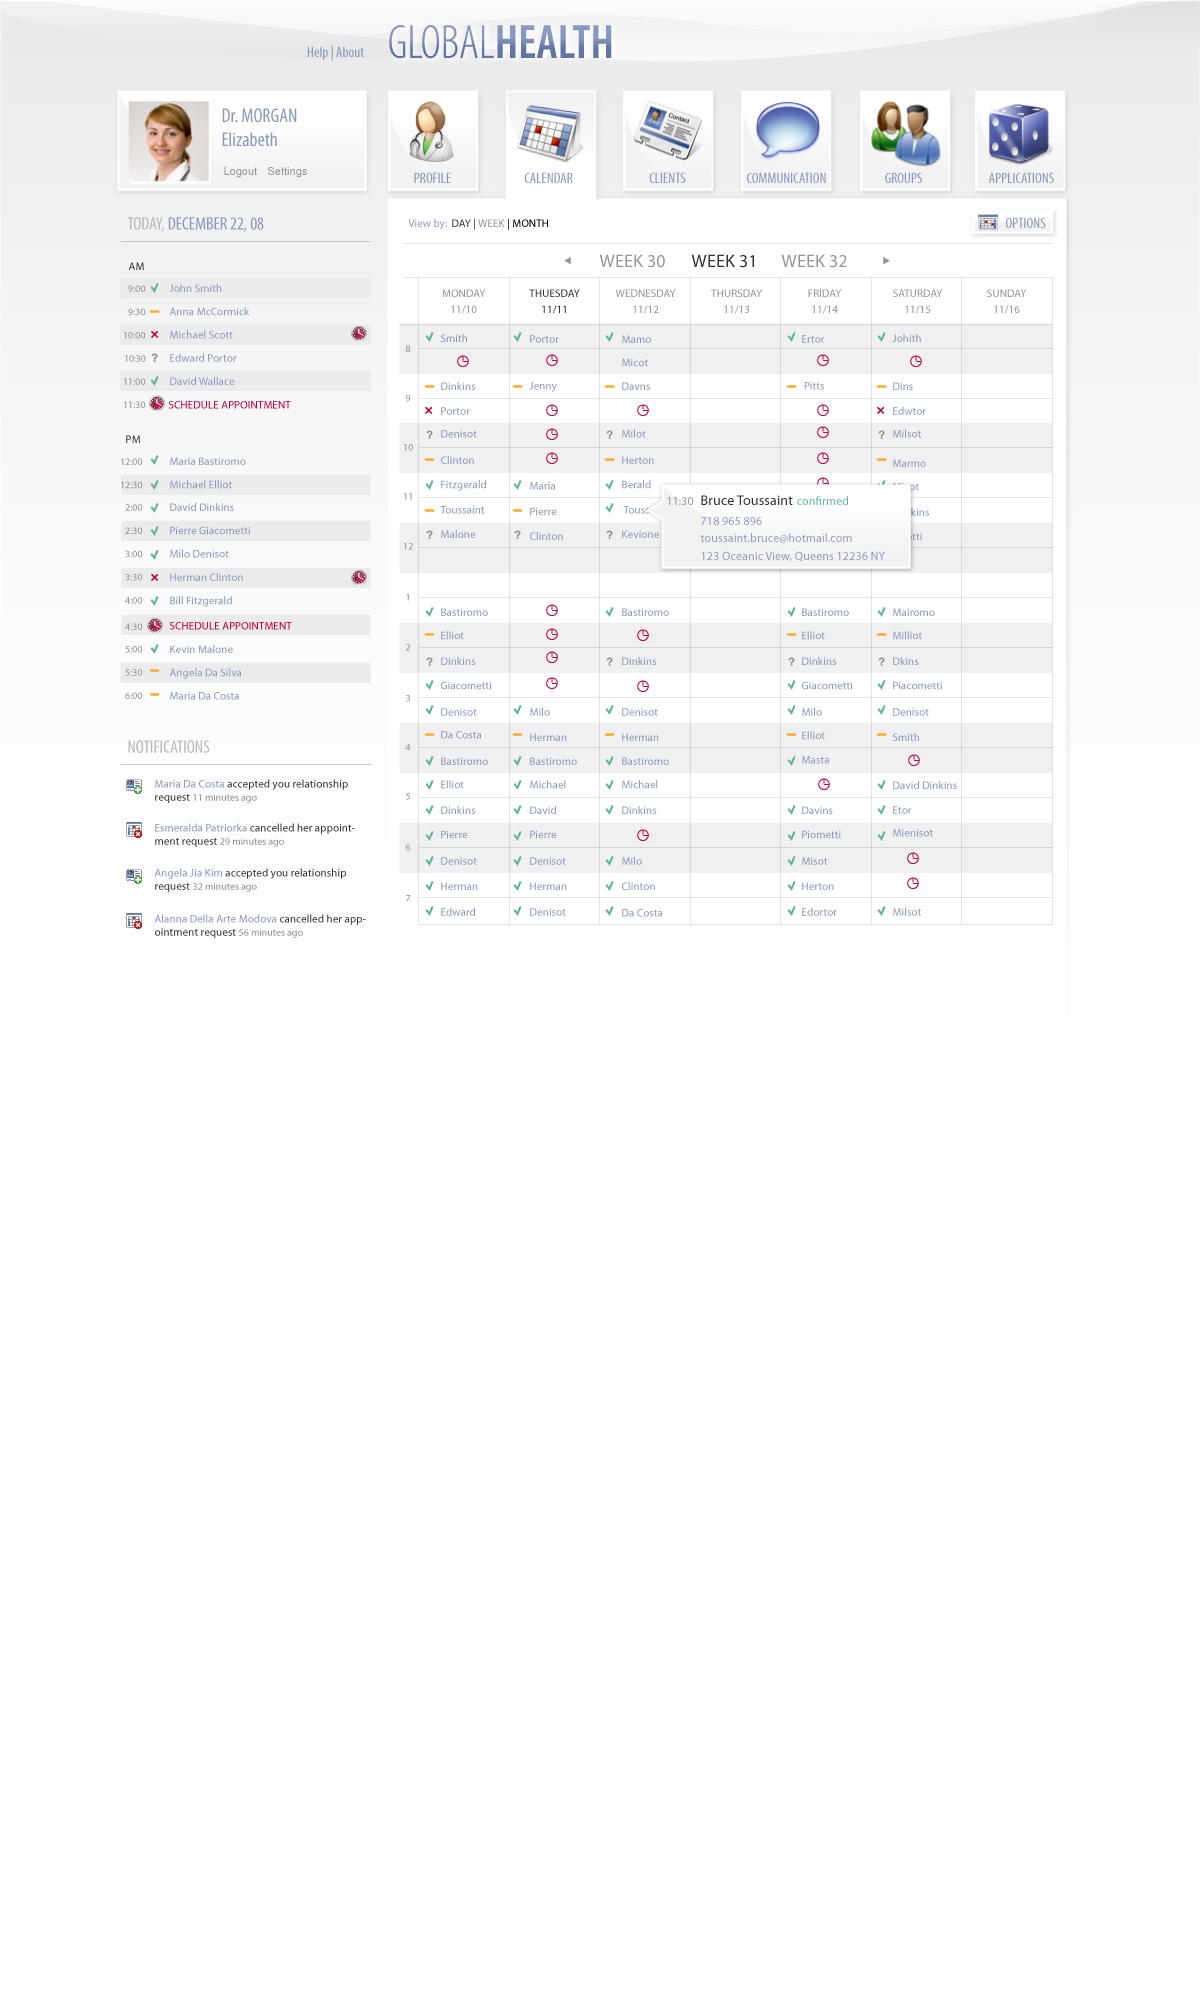 Help | About
GLOBALHEALTH
Dr. MORGAN
Elizabeth
Logout Settings
PROFILE
CALENDAR
CLIENTS
Contact
COMMUNICATION
GROUPS
APPLICATIONS
TODAY, DECEMBER 22, 08
AM
9:00 John Smith
9:30 Anna McCormick
10:00 Michael Scott
10:30 ? Edward Portor
11:00 David Wallace
11:30 SCHEDULE APPOINTMENT
PM
12:00 Maria Bastiromo
12:30 Michael Elliot
2:00 David Dinkins
2:30 Pierre Giacometti
3:00 Milo Denisot
3:30 Herman Clinton
4:00 Bill Fitzgerald
4:30 SCHEDULE APPOINTMENT
5:00 Kevin Malone
5:30 Angela Da Silva
6:00 Maria Da Costa
NOTIFICATIONS
Maria Da Costa accepted you relationship
request 11 minutes ago
Esmeralda Patriorka cancelled her appoint-
ment request 29 minutes ago
Angela Jia Kim accepted you relationship
request 32 minutes ago
Alanna Della Arte Modova cancelled her app-
ointment request 56 minutes ago
View by: DAY | WEEK | MONTH
OPTIONS
WEEK 30 WEEK 31 WEEK 32
MONDAY THUESDAY WEDNESDAY THURSDAY FRIDAY SATURDAY SUNDAY
11/10 11/11 11/12 11/13 11/14 11/15 11/16
8 Smith Portor Mamo Ertor Johith
Micot
9 Dinkins Jenny Davns Pitts Dins
Portor Edwtor
10 ? Denisot ? Milot ? Milsot
Clinton Herton Marmo
11 Fitzgerald Maria Berald
Toussaint Pierre Touss kins
12 ? Malone ? Clinton ? Kevione etti
11:30 Bruce Toussaint confirmed
718 965 896
toussaint.bruce@hotmail.com
123 Oceanic View, Queens 12236 NY
1
Bastiromo Bastiromo Bastiromo Mairomo
2 Elliot Elliot Milliot
? Dinkins ? Dinkins ? Dinkins ? Dkins
3 Giacometti Giacometti Piacometti
Denisot Milo Denisot Milo Denisot
4 Da Costa Herman Herman Elliot Smith
Bastiromo Bastiromo Bastiromo Masta
5 Elliot Michael Michael David Dinkins
Dinkins David Dinkins Davins Etor
6 Pierre Pierre Piometti Mienisot
Denisot Denisot Milo Misot
7 Herman Herman Clinton Herton
Edward Denisot Da Costa Edortor Milsot